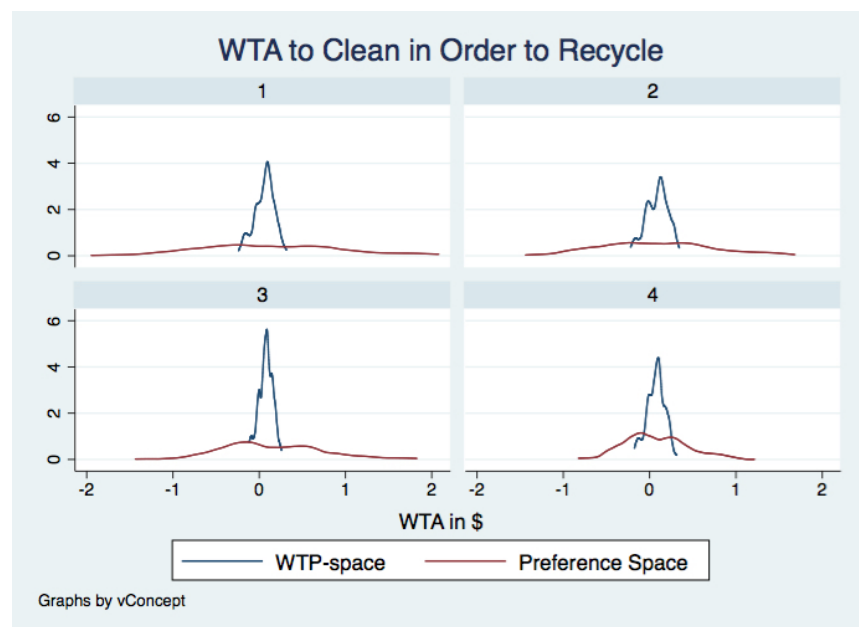 WTA to Clean in Order to Recycle
1 2
6
4
2
0
3 4
6
4
2
0
-2 -1 0 1 2 -2 -1 0 1 2
WTA in $
WTP-space Preference Space
Graphs by vConcept